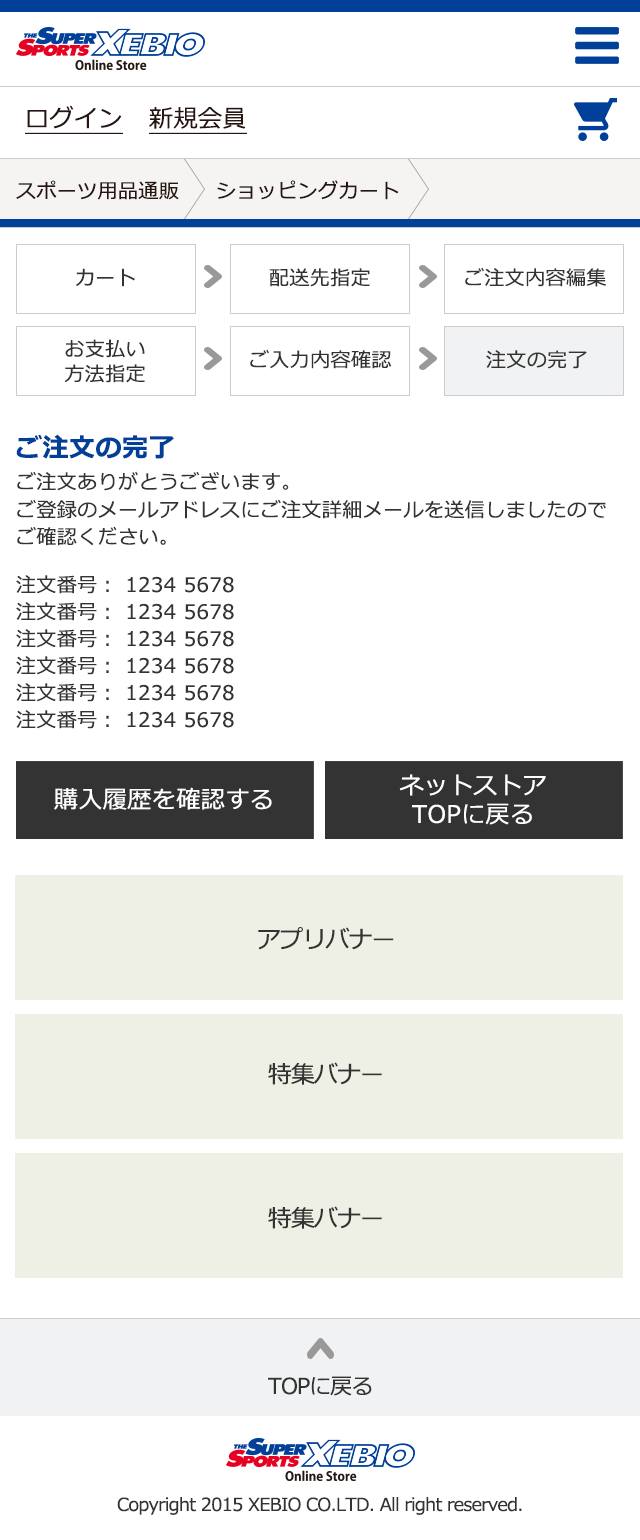 THE SUPER SPORTS XEBIO
Online Store
ログイン 新規会員
スポーツ用品通販 ショッピングカート
カート 配送先指定 ご注文内容編集
お支払い
方法指定
ご入力内容確認 注文の完了
ご注文の完了
ご注文ありがとうございます。
ご登録のメールアドレスにご注文詳細メールを送信しましたので
ご確認ください。
注文番号： 1234 5678
注文番号： 1234 5678
注文番号： 1234 5678
注文番号： 1234 5678
注文番号： 1234 5678
注文番号： 1234 5678
購入履歴を確認する
ネットストア
TOPに戻る
アプリバナー
特集バナー
特集バナー
TOPに戻る
THE SUPER SPORTS XEBIO
Online Store
Copyright 2015 XEBIO CO.LTD. All right reserved.